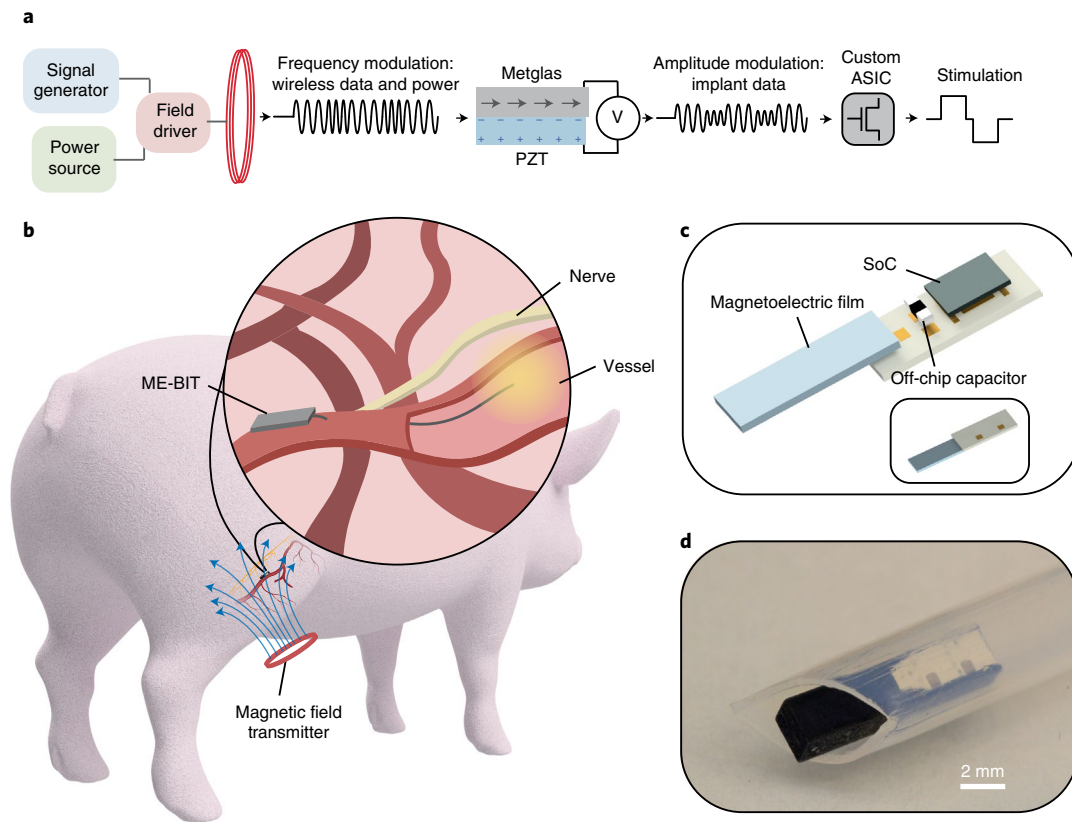 a
Signal
generator
Power
source
Field
driver
Frequency modulation:
wireless data and power
Metglas
PZT
V
Amplitude modulation:
implant data
Custom
ASIC
Stimulation
b
Nerve
Vessel
ME-BIT
Magnetic field
transmitter
c
SoC
Magnetoelectric film
Off-chip capacitor
d
2 mm